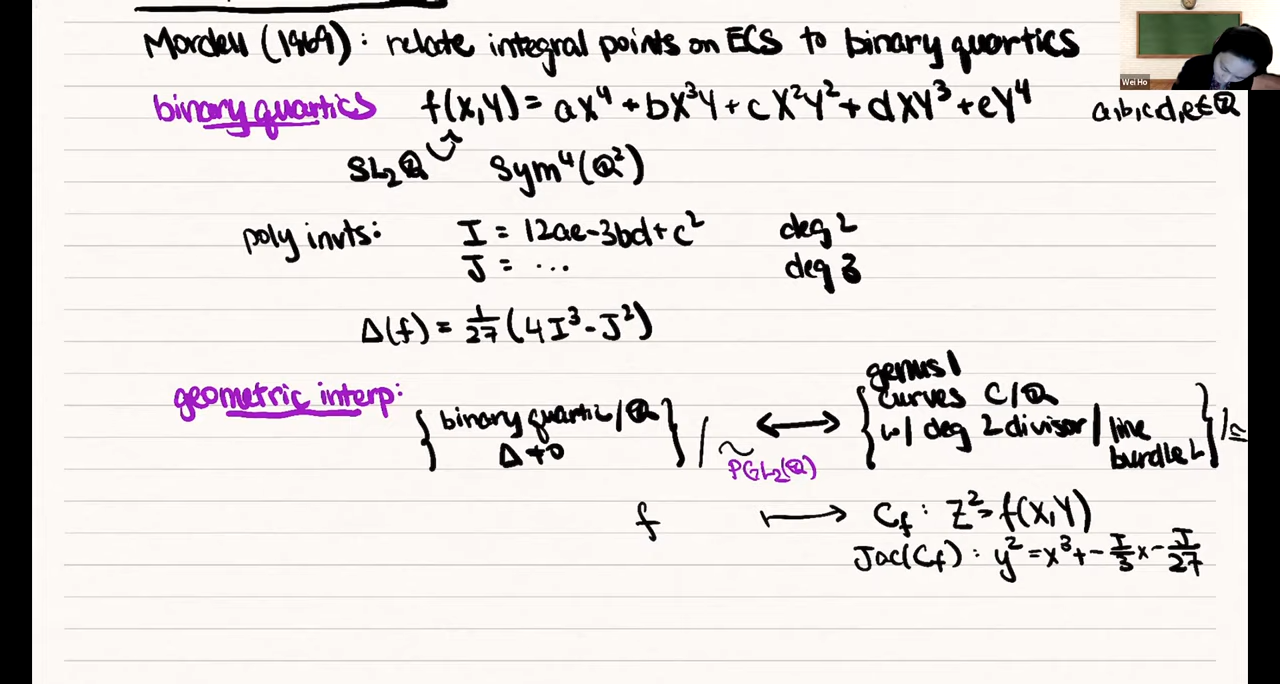 Mordell (1969): relate integral points on ECs to binary quartics
Wei Ho
binary quartics f(X,Y) = aX⁴ + bX³Y + cX²Y² + dXY³ + eY⁴ a,b,c,d,e∈ℚ
SL₂ℚ Sym⁴(ℚ²)
poly invts: I = 12ae-3bd+c² deg 2
J = ... deg 3
Δ(f) = 1/27 (4I³-J²)
geometric interp:
{ binary quartic/ℚ Δ≠0 } / ~ PGL₂(ℚ) ↔ { genus 1 curves C/ℚ w/ deg 2 divisor / line bundle L } / ≅
f ↦ C_f : Z² = f(X,Y)
Jac(C_f) : y² = x³ + - I/3 x - J/27